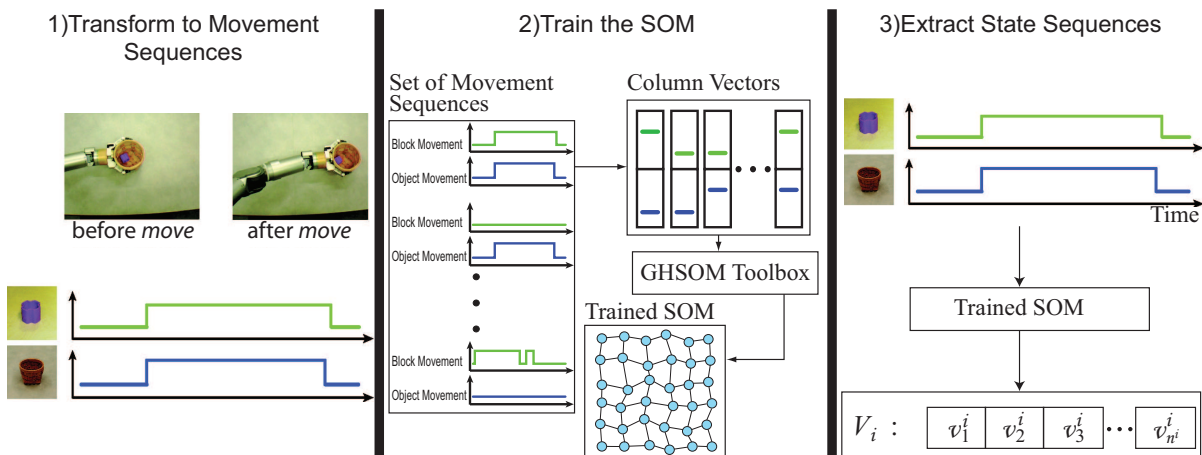 1)Transform to Movement
Sequences
before move
after move
2)Train the SOM
Set of Movement
Sequences
Block Movement
Object Movement
Block Movement
Object Movement
Block Movement
Object Movement
Column Vectors
GHSOM Toolbox
Trained SOM
3)Extract State Sequences
Time
Trained SOM
V_i : v_1^i v_2^i v_3^i ••• v_{n^i}^i